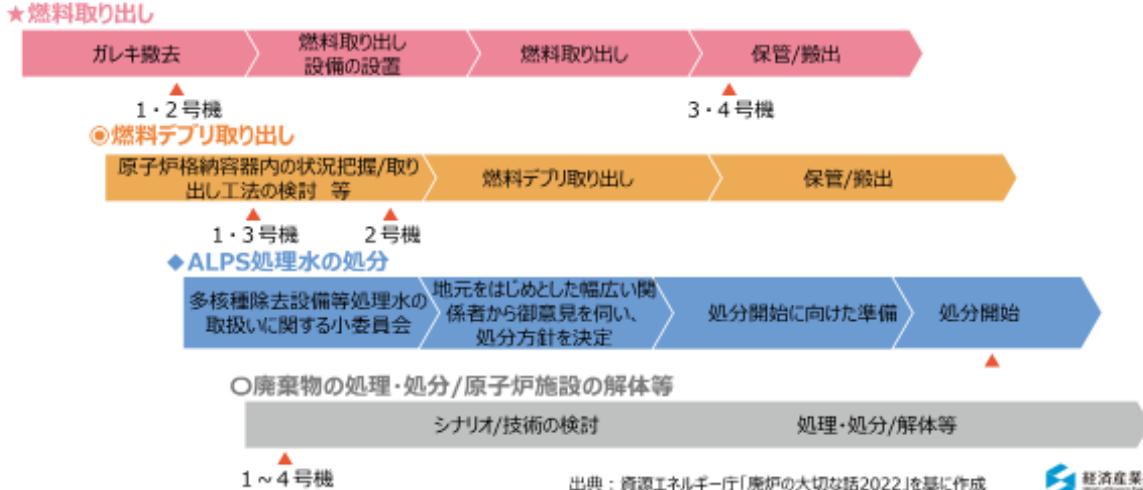 ★燃料取り出し
ガレキ撤去
燃料取り出し
設備の設置
燃料取り出し
保管/搬出
1・2号機
3・4号機
◉燃料デブリ取り出し
原子炉格納容器内の状況把握/取り
出し工法の検討 等
燃料デブリ取り出し
保管/搬出
1・3号機
2号機
◆ALPS処理水の処分
多核種除去設備等処理水の
取扱いに関する小委員会
地元をはじめとした幅広い関
係者から御意見を伺い、
処分方針を決定
処分開始に向けた準備
処分開始
○廃棄物の処理・処分/原子炉施設の解体等
シナリオ/技術の検討
処理・処分/解体等
1~4号機
出典:資源エネルギー庁「廃炉の大切な話2022」を基に作成
経済産業